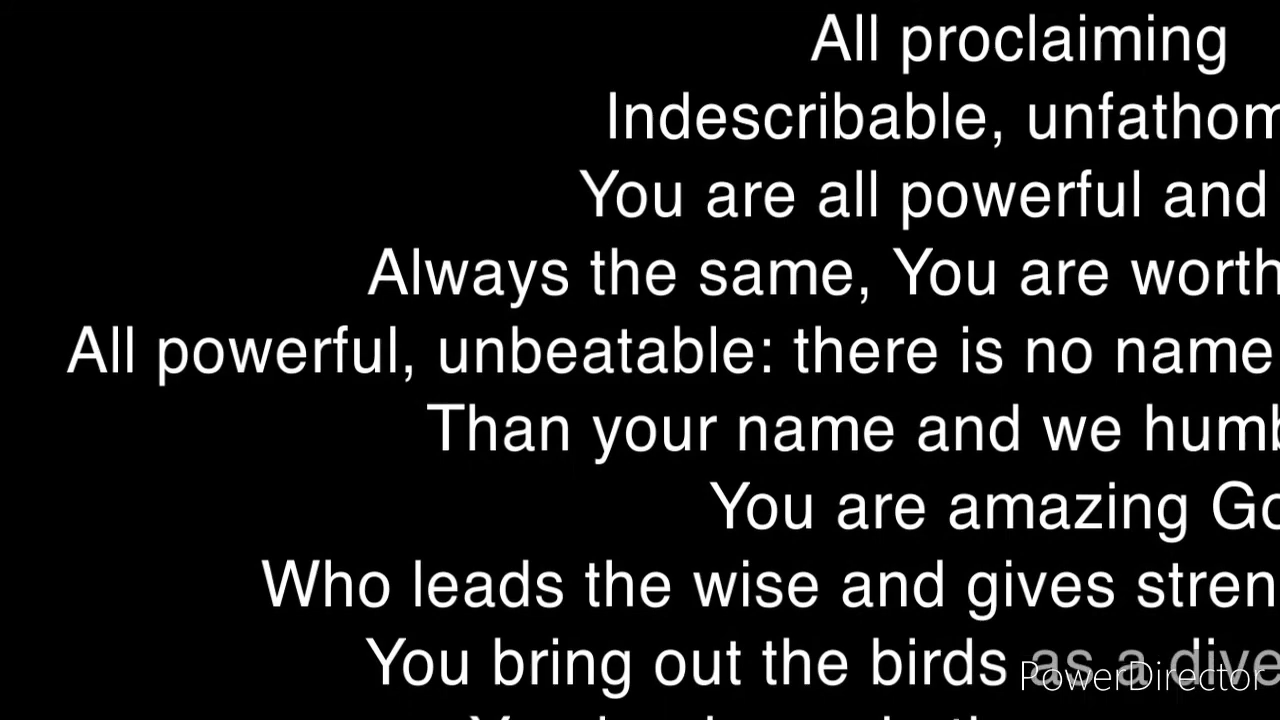 All proclaiming
Indescribable, unfathom
You are all powerful and
Always the same, You are worth
All powerful, unbeatable: there is no name
Than your name and we humb
You are amazing Go
Who leads the wise and gives stren
You bring out the birds as a dive
PowerDirector